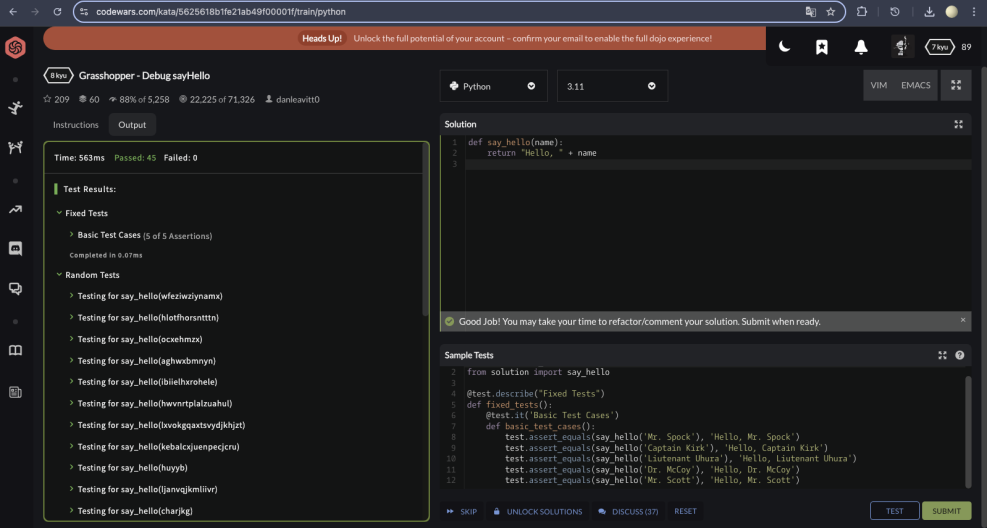 codewars.com/kata/5625618b1fe21ab49f00001f/train/python
Heads Up! Unlock the full potential of your account – confirm your email to enable the full dojo experience!
7 kyu 89
8 kyu Grasshopper - Debug sayHello
209 60 88% of 5,258 22,225 of 71,326 danleavitt0
Instructions Output
Time: 563ms Passed: 45 Failed: 0
Test Results:
Fixed Tests
Basic Test Cases (5 of 5 Assertions)
Completed in 0.07ms
Random Tests
Testing for say_hello(wfeziwziynamx)
Testing for say_hello(hlotfhorsntttn)
Testing for say_hello(ocxehmzx)
Testing for say_hello(aghwxbmnyn)
Testing for say_hello(ibiielhxrohele)
Testing for say_hello(hwvnrtplalzuahul)
Testing for say_hello(lxvokgqaxtsvydjkhjzt)
Testing for say_hello(kebalcxjuenpecjcru)
Testing for say_hello(huyyb)
Testing for say_hello(ljanvqjkmliivr)
Testing for say_hello(charjkg)
Python 3.11 VIM EMACS
Solution
1 def say_hello(name):
2 return "Hello, " + name
3
Good Job! You may take your time to refactor/comment your solution. Submit when ready.
Sample Tests
2 from solution import say_hello
3
4 @test.describe("Fixed Tests")
5 def fixed_tests():
6 @test.it('Basic Test Cases')
7 def basic_test_cases():
8 test.assert_equals(say_hello('Mr. Spock'), 'Hello, Mr. Spock')
9 test.assert_equals(say_hello('Captain Kirk'), 'Hello, Captain Kirk')
10 test.assert_equals(say_hello('Liutenant Uhura'), 'Hello, Liutenant Uhura')
11 test.assert_equals(say_hello('Dr. McCoy'), 'Hello, Dr. McCoy')
12 test.assert_equals(say_hello('Mr. Scott'), 'Hello, Mr. Scott')
SKIP UNLOCK SOLUTIONS DISCUSS (37) RESET TEST SUBMIT